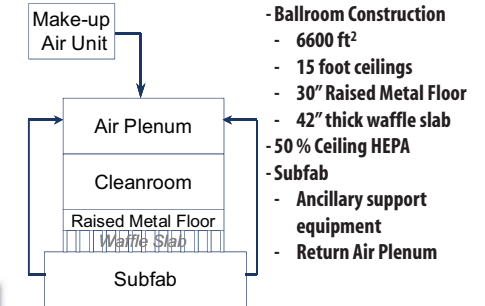 Make-up
Air Unit
Air Plenum
Cleanroom
Raised Metal Floor
Waffle Slab
Subfab
- Ballroom Construction
- 6600 ft²
- 15 foot ceilings
- 30” Raised Metal Floor
- 42” thick waffle slab
- 50 % Ceiling HEPA
- Subfab
- Ancillary support
equipment
- Return Air Plenum